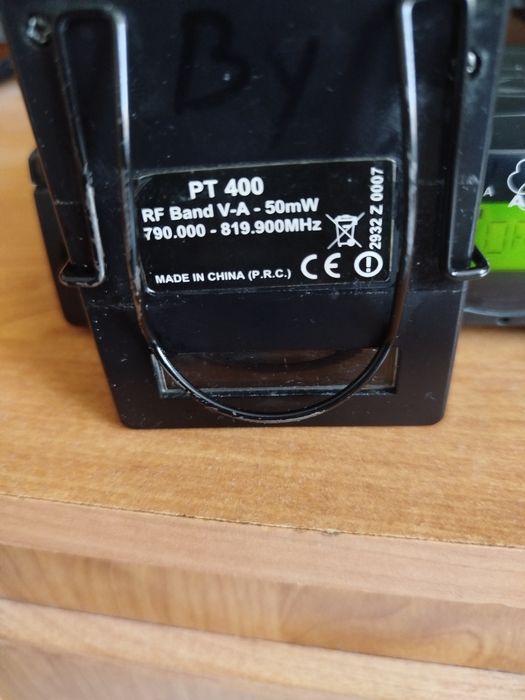 By
PT 400
RF Band V-A - 50mW
790.000 - 819.900MHz
MADE IN CHINA (P.R.C.)
CE
2932 Z 0007